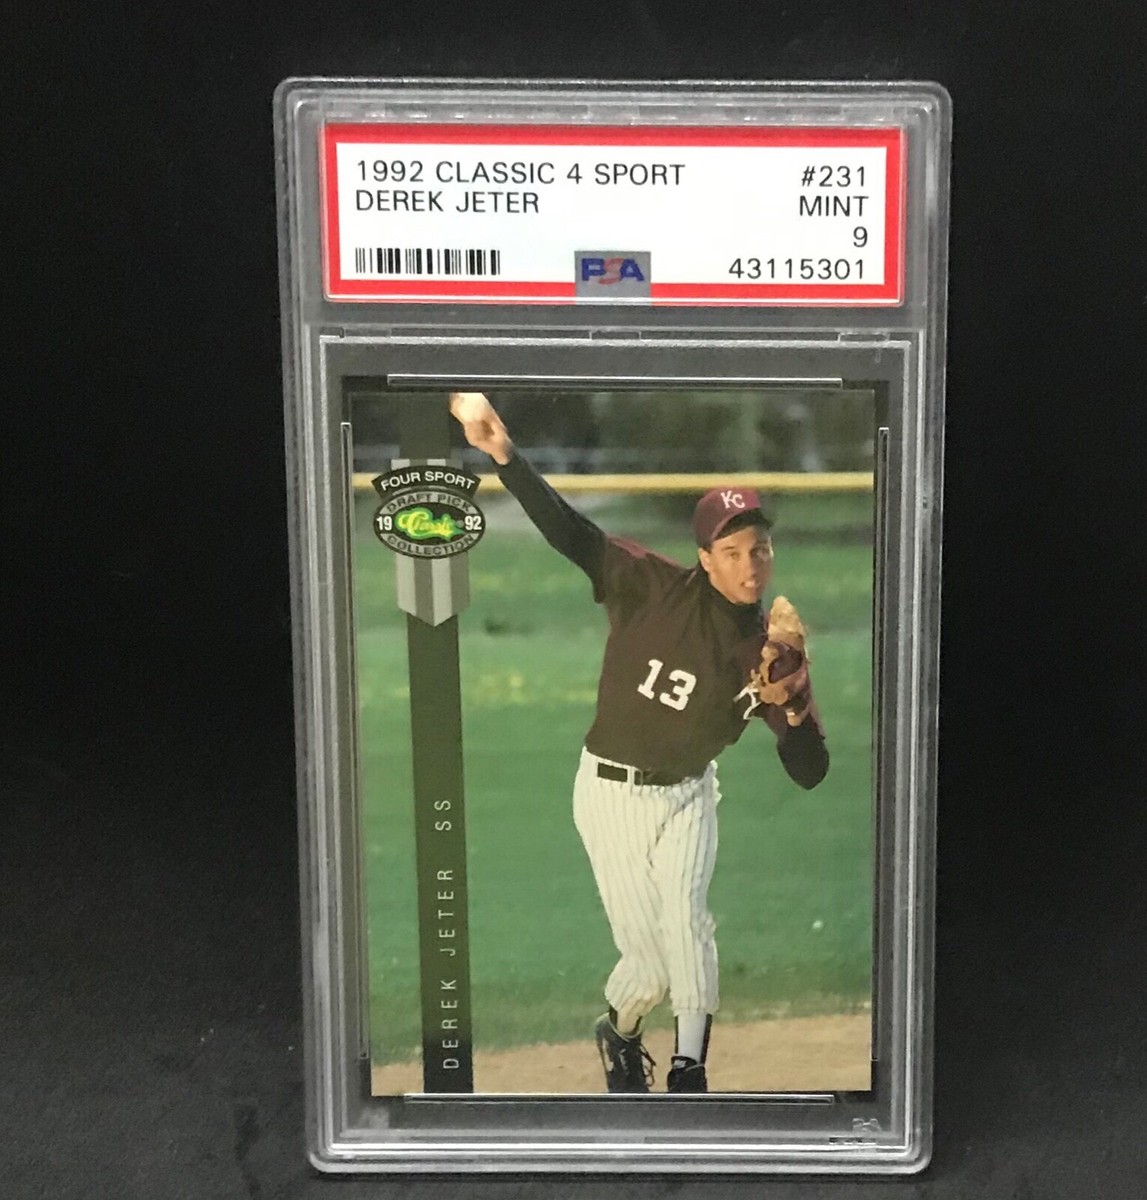 1992 CLASSIC 4 SPORT #231
DEREK JETER MINT
9
PSA 43115301
FOUR SPORT
DRAFT PICK
19 Classic 92
COLLECTION
KC
13
DEREK JETER SS